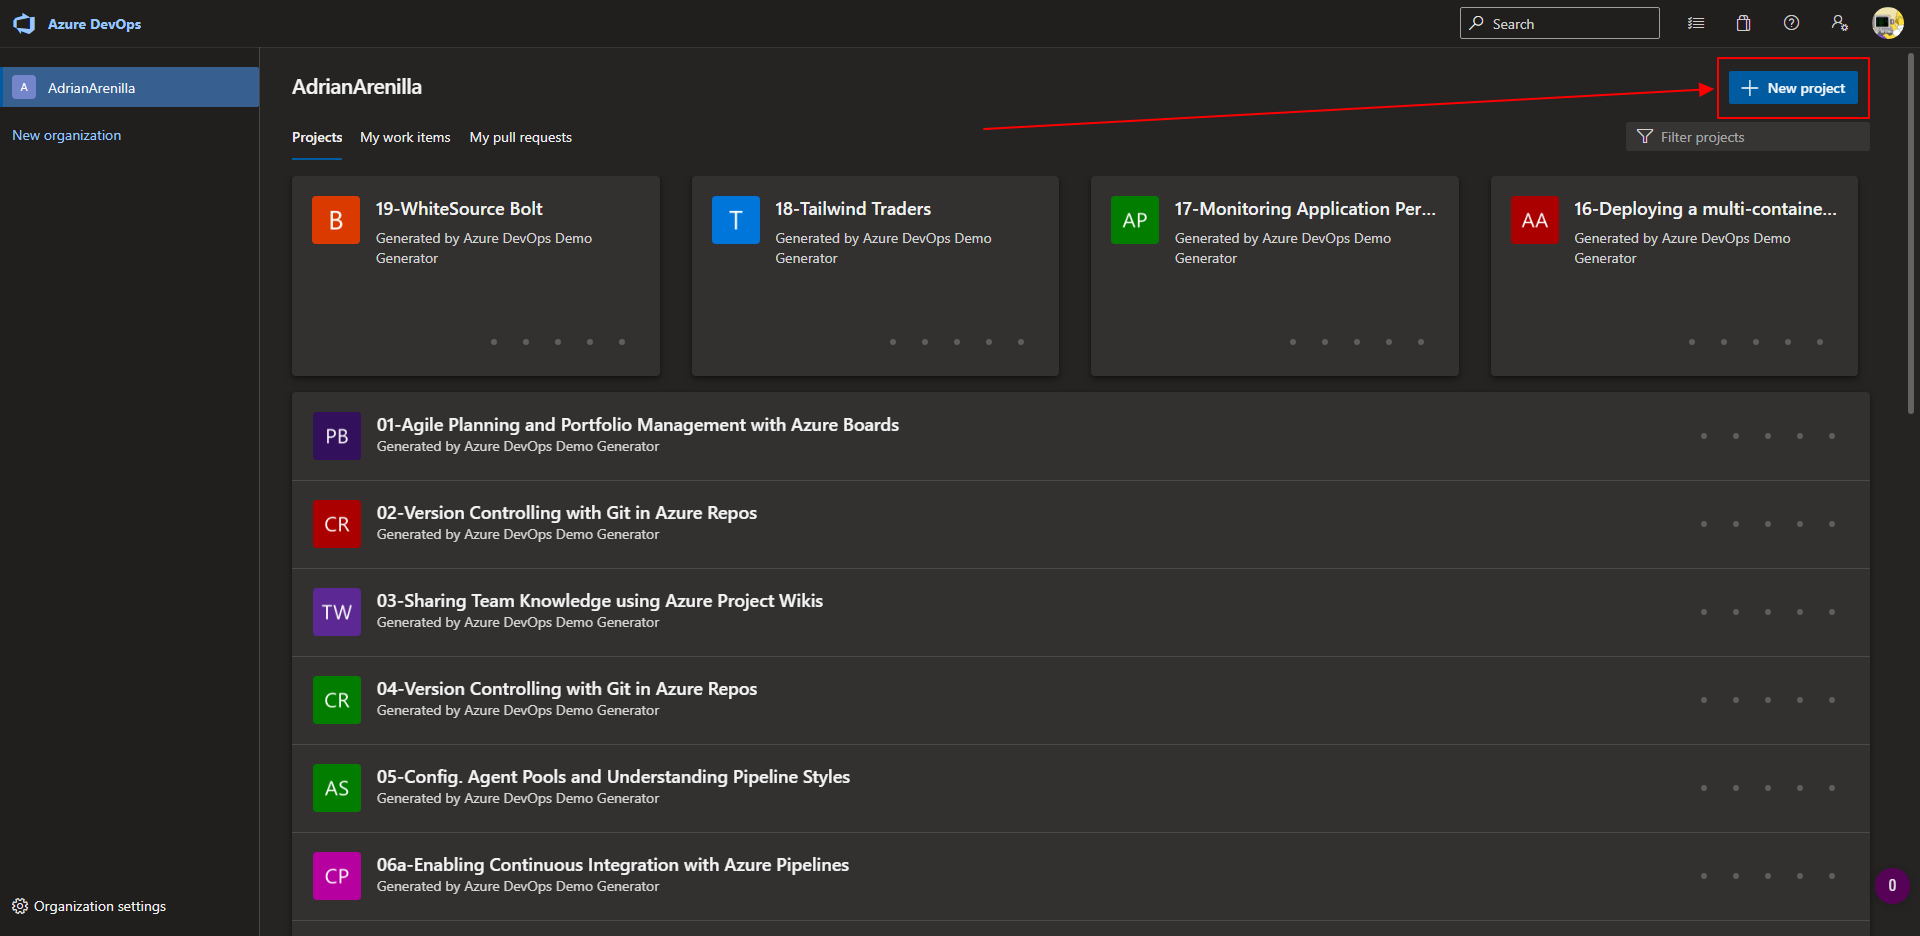 Azure DevOps
Search
A AdrianArenilla
New organization
AdrianArenilla
New project
Projects My work items My pull requests
Filter projects
B 19-WhiteSource Bolt
Generated by Azure DevOps Demo
Generator
T 18-Tailwind Traders
Generated by Azure DevOps Demo
Generator
AP 17-Monitoring Application Per...
Generated by Azure DevOps Demo
Generator
AA 16-Deploying a multi-containe...
Generated by Azure DevOps Demo
Generator
PB 01-Agile Planning and Portfolio Management with Azure Boards
Generated by Azure DevOps Demo Generator
CR 02-Version Controlling with Git in Azure Repos
Generated by Azure DevOps Demo Generator
TW 03-Sharing Team Knowledge using Azure Project Wikis
Generated by Azure DevOps Demo Generator
CR 04-Version Controlling with Git in Azure Repos
Generated by Azure DevOps Demo Generator
AS 05-Config. Agent Pools and Understanding Pipeline Styles
Generated by Azure DevOps Demo Generator
CP 06a-Enabling Continuous Integration with Azure Pipelines
Generated by Azure DevOps Demo Generator
0
Organization settings